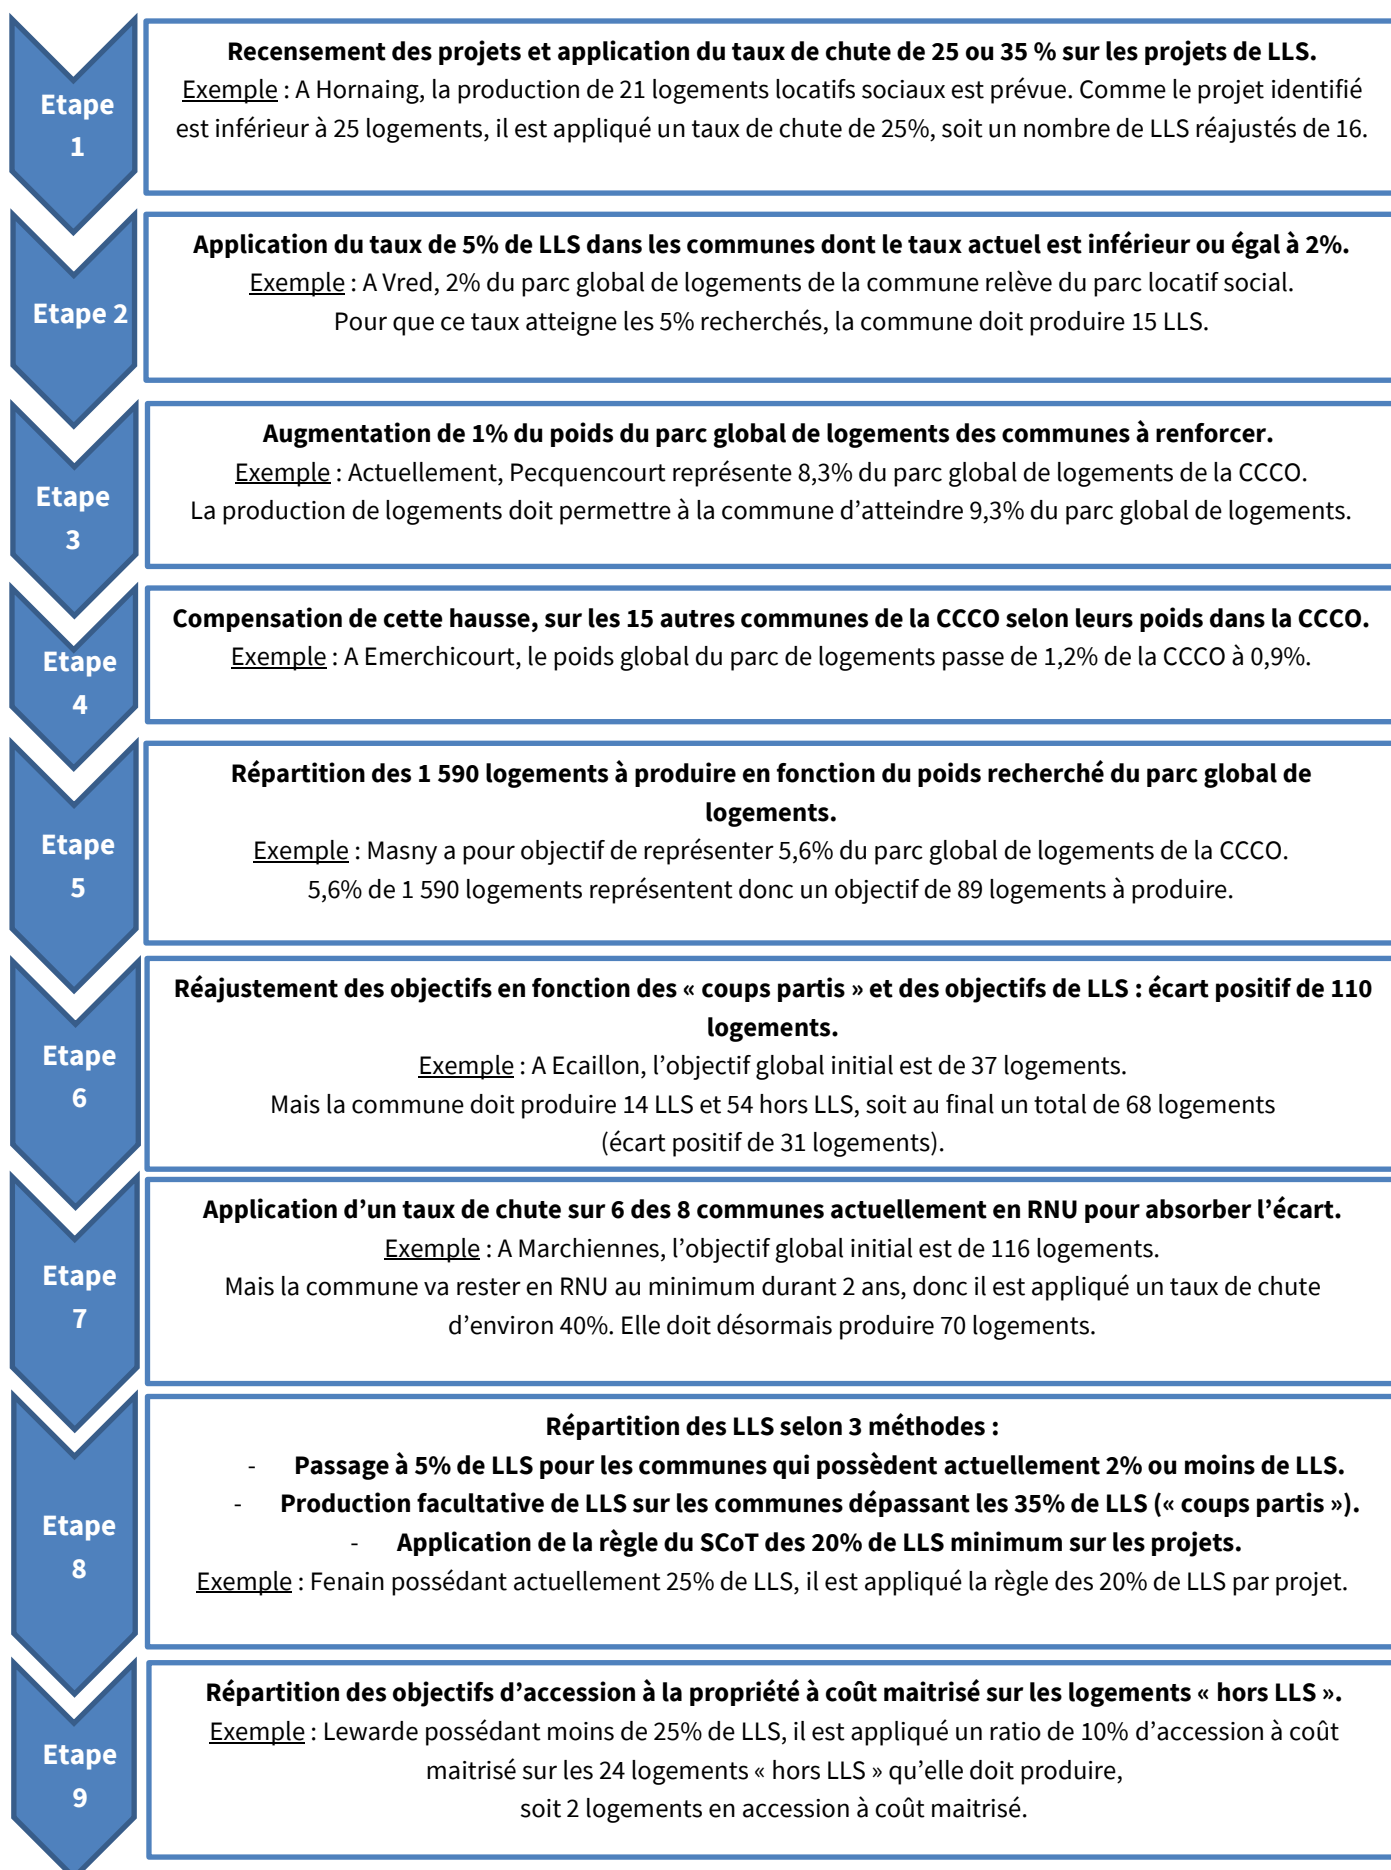 Etape
1
Recensement des projets et application du taux de chute de 25 ou 35 % sur les projets de LLS.
Exemple : A Hornaing, la production de 21 logements locatifs sociaux est prévue. Comme le projet identifié
est inférieur à 25 logements, il est appliqué un taux de chute de 25%, soit un nombre de LLS réajustés de 16.
Etape 2
Application du taux de 5% de LLS dans les communes dont le taux actuel est inférieur ou égal à 2%.
Exemple : A Vred, 2% du parc global de logements de la commune relève du parc locatif social.
Pour que ce taux atteigne les 5% recherchés, la commune doit produire 15 LLS.
Etape
3
Augmentation de 1% du poids du parc global de logements des communes à renforcer.
Exemple : Actuellement, Pecquencourt représente 8,3% du parc global de logements de la CCCO.
La production de logements doit permettre à la commune d’atteindre 9,3% du parc global de logements.
Etape
4
Compensation de cette hausse, sur les 15 autres communes de la CCCO selon leurs poids dans la CCCO.
Exemple : A Emerchicourt, le poids global du parc de logements passe de 1,2% de la CCCO à 0,9%.
Etape
5
Répartition des 1 590 logements à produire en fonction du poids recherché du parc global de
logements.
Exemple : Masny a pour objectif de représenter 5,6% du parc global de logements de la CCCO.
5,6% de 1 590 logements représentent donc un objectif de 89 logements à produire.
Etape
6
Réajustement des objectifs en fonction des « coups partis » et des objectifs de LLS : écart positif de 110
logements.
Exemple : A Ecaillon, l’objectif global initial est de 37 logements.
Mais la commune doit produire 14 LLS et 54 hors LLS, soit au final un total de 68 logements
(écart positif de 31 logements).
Etape
7
Application d’un taux de chute sur 6 des 8 communes actuellement en RNU pour absorber l’écart.
Exemple : A Marchiennes, l’objectif global initial est de 116 logements.
Mais la commune va rester en RNU au minimum durant 2 ans, donc il est appliqué un taux de chute
d’environ 40%. Elle doit désormais produire 70 logements.
Etape
8
Répartition des LLS selon 3 méthodes :
- Passage à 5% de LLS pour les communes qui possèdent actuellement 2% ou moins de LLS.
- Production facultative de LLS sur les communes dépassant les 35% de LLS (« coups partis »).
- Application de la règle du SCoT des 20% de LLS minimum sur les projets.
Exemple : Fenain possédant actuellement 25% de LLS, il est appliqué la règle des 20% de LLS par projet.
Etape
9
Répartition des objectifs d’accession à la propriété à coût maitrisé sur les logements « hors LLS ».
Exemple : Lewarde possédant moins de 25% de LLS, il est appliqué un ratio de 10% d’accession à coût
maitrisé sur les 24 logements « hors LLS » qu’elle doit produire,
soit 2 logements en accession à coût maitrisé.